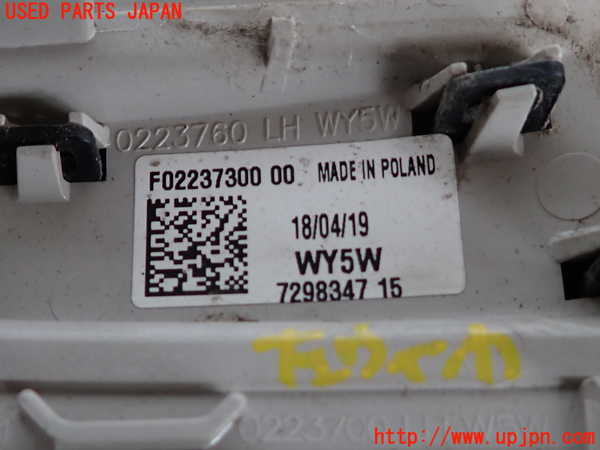 USED PARTS JAPAN
0223760 LH WY5W
F02237300 00 MADE IN POLAND
18/04/19
WY5W
7298347 15
http://www.upjpn.com/